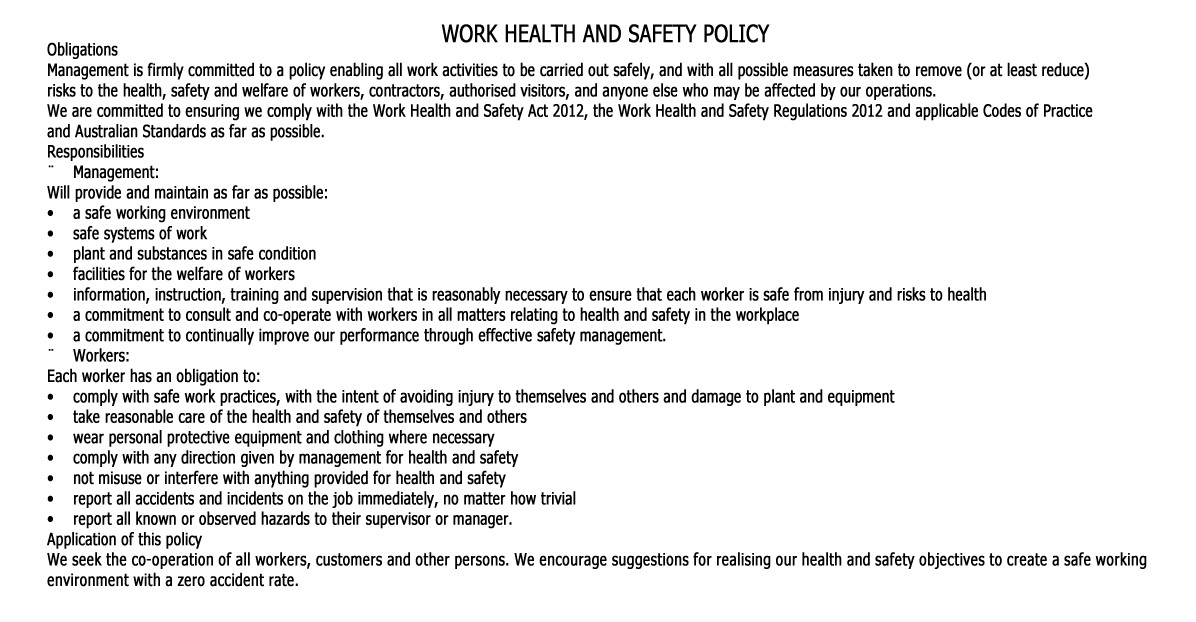 WORK HEALTH AND SAFETY POLICY
Obligations
Management is firmly committed to a policy enabling all work activities to be carried out safely, and with all possible measures taken to remove (or at least reduce)
risks to the health, safety and welfare of workers, contractors, authorised visitors, and anyone else who may be affected by our operations.
We are committed to ensuring we comply with the Work Health and Safety Act 2012, the Work Health and Safety Regulations 2012 and applicable Codes of Practice
and Australian Standards as far as possible.
Responsibilities
¨ Management:
Will provide and maintain as far as possible:
• a safe working environment
• safe systems of work
• plant and substances in safe condition
• facilities for the welfare of workers
• information, instruction, training and supervision that is reasonably necessary to ensure that each worker is safe from injury and risks to health
• a commitment to consult and co-operate with workers in all matters relating to health and safety in the workplace
• a commitment to continually improve our performance through effective safety management.
¨ Workers:
Each worker has an obligation to:
• comply with safe work practices, with the intent of avoiding injury to themselves and others and damage to plant and equipment
• take reasonable care of the health and safety of themselves and others
• wear personal protective equipment and clothing where necessary
• comply with any direction given by management for health and safety
• not misuse or interfere with anything provided for health and safety
• report all accidents and incidents on the job immediately, no matter how trivial
• report all known or observed hazards to their supervisor or manager.
Application of this policy
We seek the co-operation of all workers, customers and other persons. We encourage suggestions for realising our health and safety objectives to create a safe working
environment with a zero accident rate.